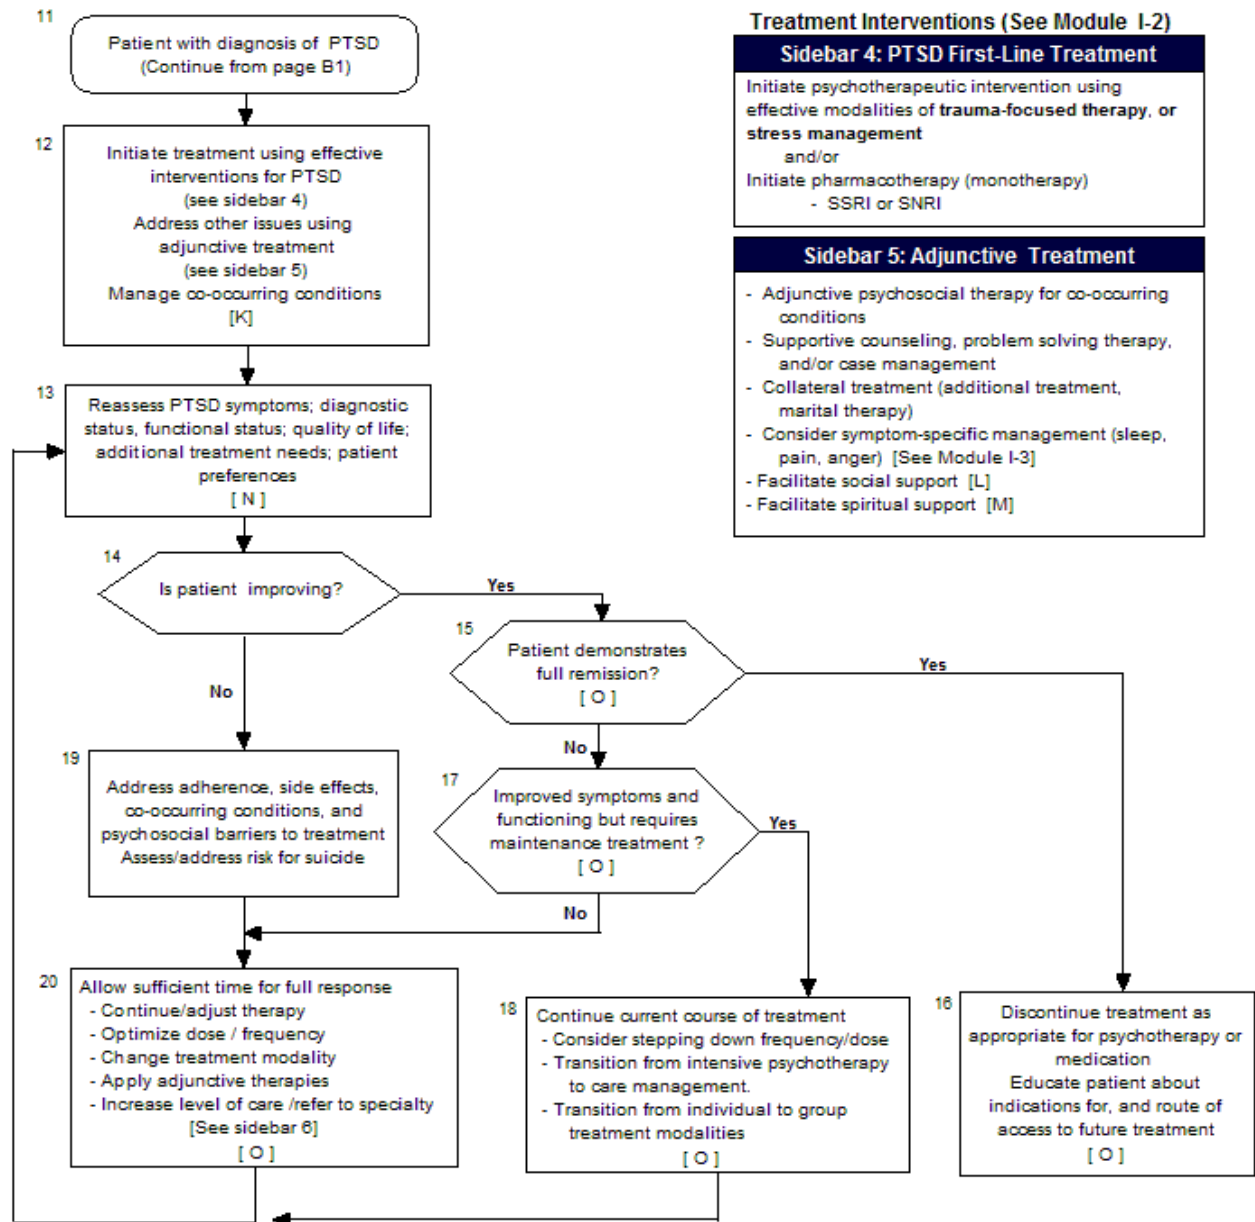 11
Patient with diagnosis of PTSD
(Continue from page B1)
12
Initiate treatment using effective
interventions for PTSD
(see sidebar 4)
Address other issues using
adjunctive treatment
(see sidebar 5)
Manage co-occurring conditions
[K]
13
Reassess PTSD symptoms; diagnostic
status, functional status; quality of life;
additional treatment needs; patient
preferences
[ N ]
14
Is patient improving?
Yes
No
15
Patient demonstrates
full remission?
[ O ]
Yes
No
19
Address adherence, side effects,
co-occurring conditions, and
psychosocial barriers to treatment
Assess/address risk for suicide
17
Improved symptoms and
functioning but requires
maintenance treatment ?
[ O ]
Yes
No
20
Allow sufficient time for full response
- Continue/adjust therapy
- Optimize dose / frequency
- Change treatment modality
- Apply adjunctive therapies
- Increase level of care /refer to specialty
[See sidebar 6]
[ O ]
18
Continue current course of treatment
- Consider stepping down frequency/dose
- Transition from intensive psychotherapy
to care management.
- Transition from individual to group
treatment modalities
[ O ]
16
Discontinue treatment as
appropriate for psychotherapy or
medication
Educate patient about
indications for, and route of
access to future treatment
[ O ]
Treatment Interventions (See Module I-2)
Sidebar 4: PTSD First-Line Treatment
Initiate psychotherapeutic intervention using
effective modalities of trauma-focused therapy, or
stress management
and/or
Initiate pharmacotherapy (monotherapy)
- SSRI or SNRI
Sidebar 5: Adjunctive Treatment
- Adjunctive psychosocial therapy for co-occurring
conditions
- Supportive counseling, problem solving therapy,
and/or case management
- Collateral treatment (additional treatment,
marital therapy)
- Consider symptom-specific management (sleep,
pain, anger) [See Module I-3]
- Facilitate social support [L]
- Facilitate spiritual support [M]